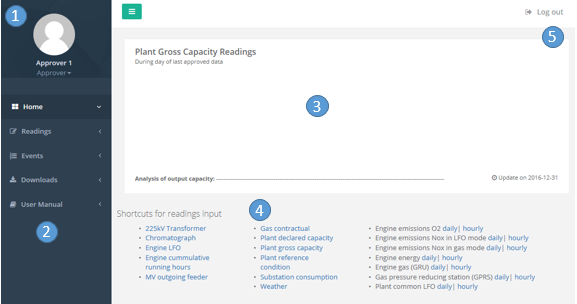 1
Approver 1
Approver
Home
Readings
Events
Downloads
User Manual
2
Log out
5
Plant Gross Capacity Readings
During day of last approved data
3
Analysis of output capacity:
Update on 2016-12-31
Shortcuts for readings input
4
225kV Transformer
Chromatograph
Engine LFO
Engine cummulative
running hours
MV outgoing feeder
Gas contractual
Plant declared capacity
Plant gross capacity
Plant reference
condition
Substation consumption
Weather
Engine emissions O2 daily| hourly
Engine emissions Nox in LFO mode daily| hourly
Engine emissions Nox in gas mode daily| hourly
Engine energy daily| hourly
Engine gas (GRU) daily| hourly
Gas pressure reducing station (GPRS) daily| hourly
Plant common LFO daily| hourly